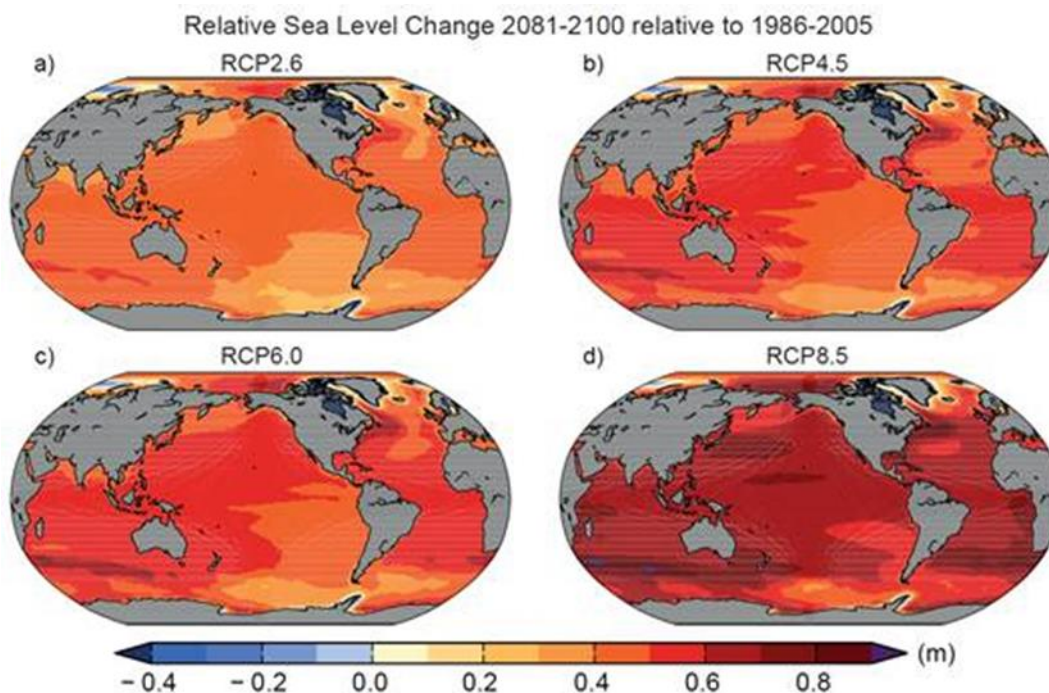 Relative Sea Level Change 2081-2100 relative to 1986-2005
a) RCP2.6
b) RCP4.5
c) RCP6.0
d) RCP8.5
− 0.4 − 0.2 0.0 0.2 0.4 0.6 0.8 (m)